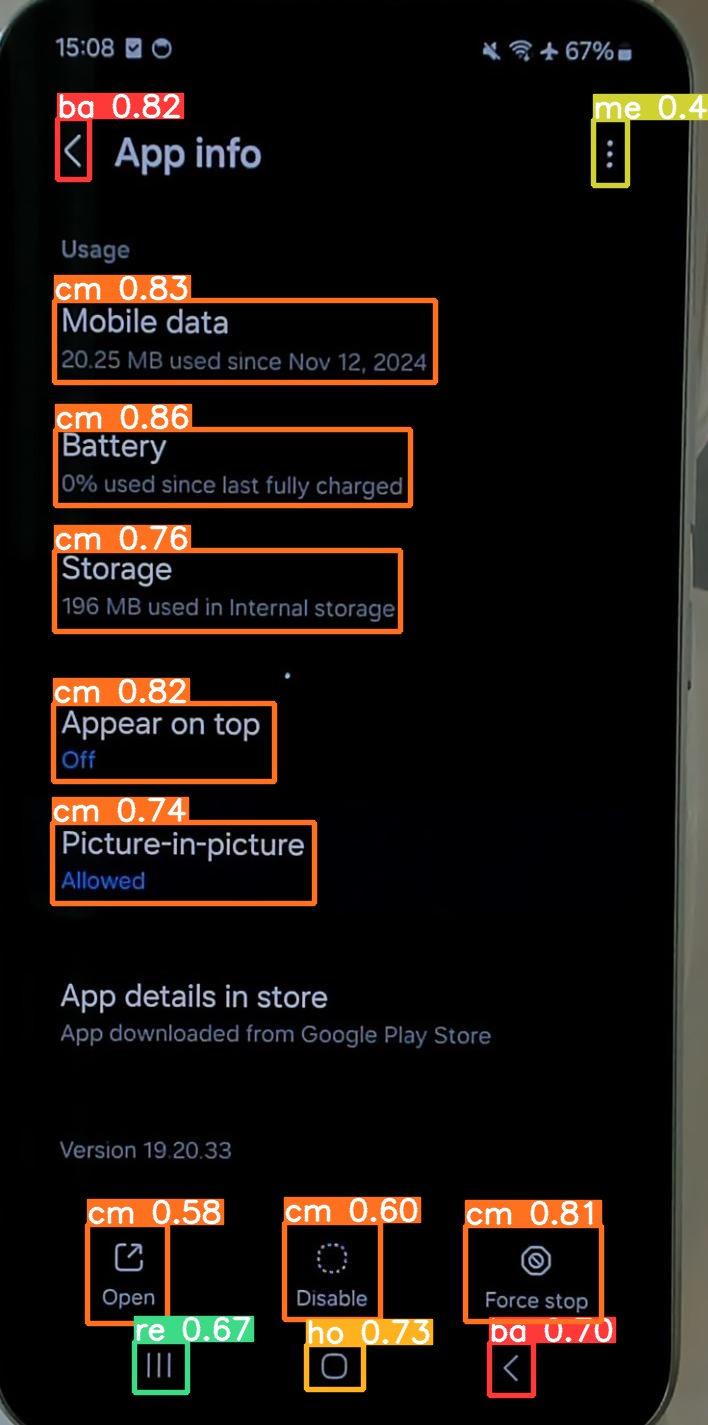 15:08 67%
ba 0.82 me 0.4
App info
Usage
cm 0.83
Mobile data
20.25 MB used since Nov 12, 2024
cm 0.86
Battery
0% used since last fully charged
cm 0.76
Storage
196 MB used in Internal storage
cm 0.82
Appear on top
Off
cm 0.74
Picture-in-picture
Allowed
App details in store
App downloaded from Google Play Store
Version 19.20.33
cm 0.58 cm 0.60 cm 0.81
Open Disable Force stop
re 0.67 ho 0.73 ba 0.70